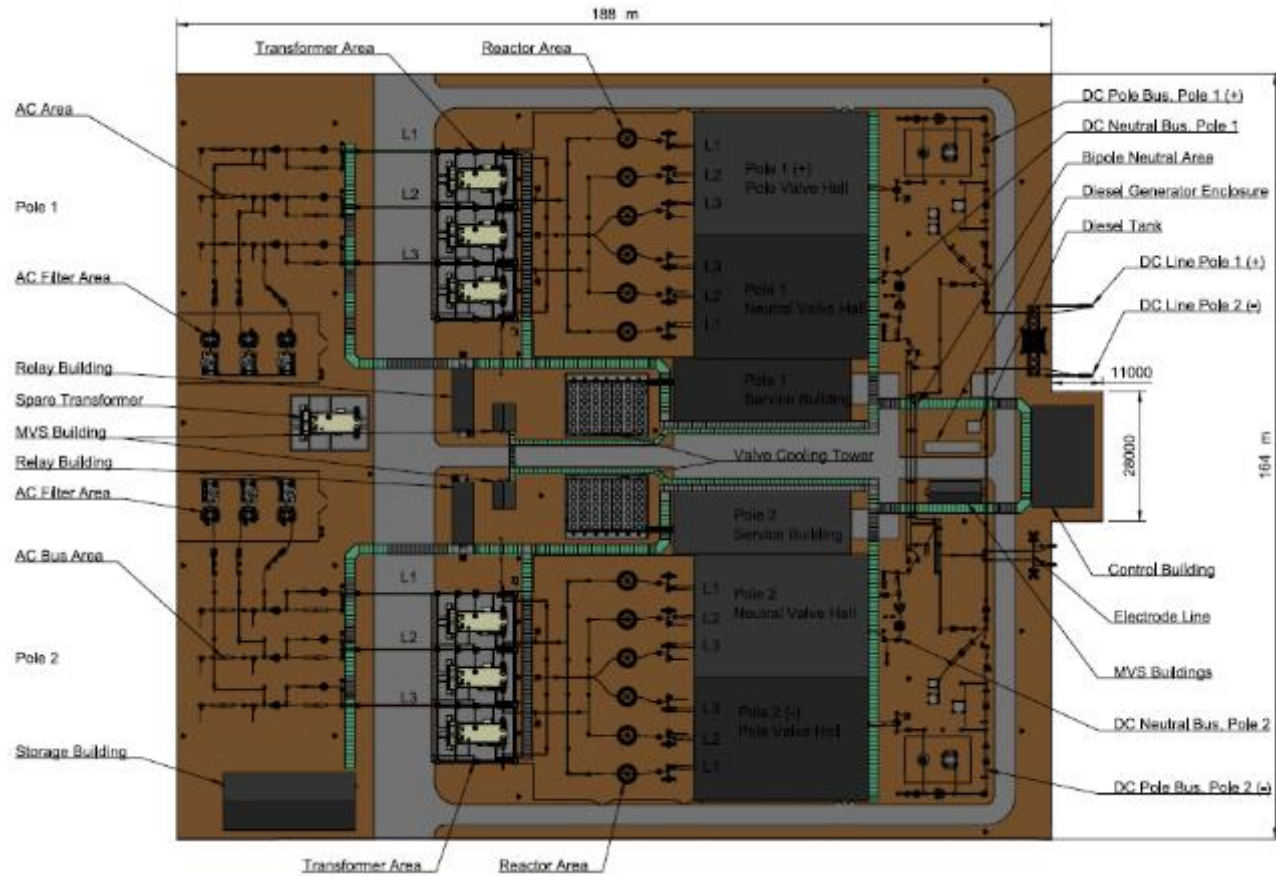 188 m
Transformer Area
Reactor Area
AC Area
Pole 1
AC Filter Area
Relay Building
Spare Transformer
MVS Building
Relay Building
AC Filter Area
AC Bus Area
Pole 2
Storage Building
L1
L2
L3
L1
L2
L3
L3
L2
L1
Pole 1 (+)
Pole Valve Hall
Pole 1
Neutral Valve Hall
Pole 1
Service Building
Valve Cooling Tower
Pole 2
Service Building
L1
L2
L3
L1
L2
L3
L3
L2
L1
Pole 2
Neutral Valve Hall
Pole 2 (-)
Pole Valve Hall
DC Pole Bus, Pole 1 (+)
DC Neutral Bus, Pole 1
Bipole Neutral Area
Diesel Generator Enclosure
Diesel Tank
DC Line Pole 1 (+)
DC Line Pole 2 (-)
11000
28000
164 m
Control Building
Electrode Line
MVS Buildings
DC Neutral Bus, Pole 2
DC Pole Bus, Pole 2 (-)
Transformer Area
Reactor Area